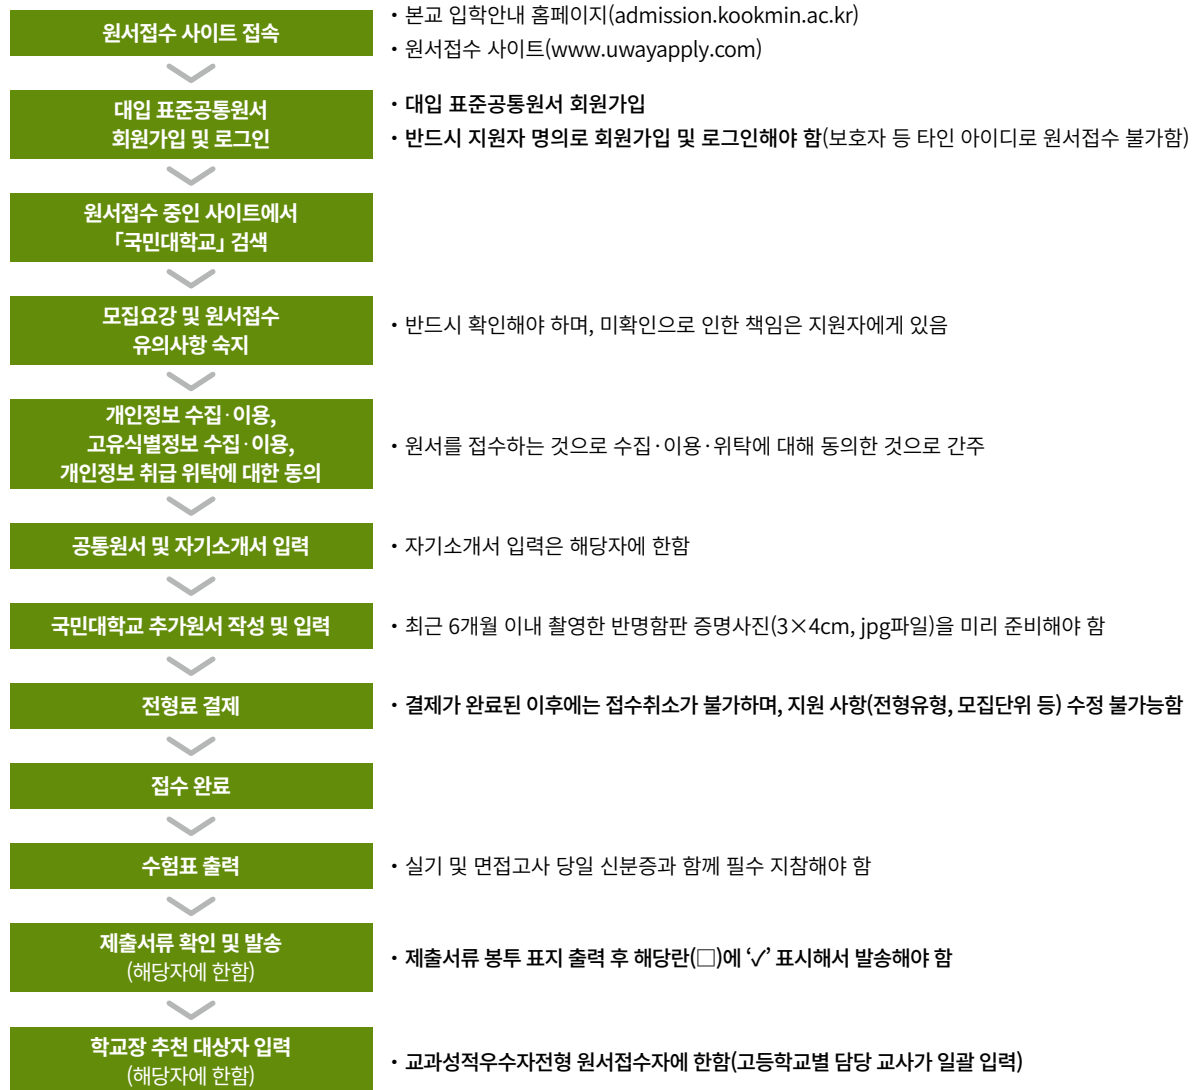 원서접수 사이트 접속
• 본교 입학안내 홈페이지(admission.kookmin.ac.kr)
• 원서접수 사이트(www.uwayapply.com)
대입 표준공통원서
회원가입 및 로그인
• 대입 표준공통원서 회원가입
• 반드시 지원자 명의로 회원가입 및 로그인해야 함(보호자 등 타인 아이디로 원서접수 불가함)
원서접수 중인 사이트에서
「국민대학교」 검색
모집요강 및 원서접수
유의사항 숙지
• 반드시 확인해야 하며, 미확인으로 인한 책임은 지원자에게 있음
개인정보 수집·이용,
고유식별정보 수집·이용,
개인정보 취급 위탁에 대한 동의
• 원서를 접수하는 것으로 수집·이용·위탁에 대해 동의한 것으로 간주
공통원서 및 자기소개서 입력
• 자기소개서 입력은 해당자에 한함
국민대학교 추가원서 작성 및 입력
• 최근 6개월 이내 촬영한 반명함판 증명사진(3×4cm, jpg파일)을 미리 준비해야 함
전형료 결제
• 결제가 완료된 이후에는 접수취소가 불가하며, 지원 사항(전형유형, 모집단위 등) 수정 불가능함
접수 완료
수험표 출력
• 실기 및 면접고사 당일 신분증과 함께 필수 지참해야 함
제출서류 확인 및 발송
(해당자에 한함)
• 제출서류 봉투 표지 출력 후 해당란(□)에 ‘✓’ 표시해서 발송해야 함
학교장 추천 대상자 입력
(해당자에 한함)
• 교과성적우수자전형 원서접수자에 한함(고등학교별 담당 교사가 일괄 입력)